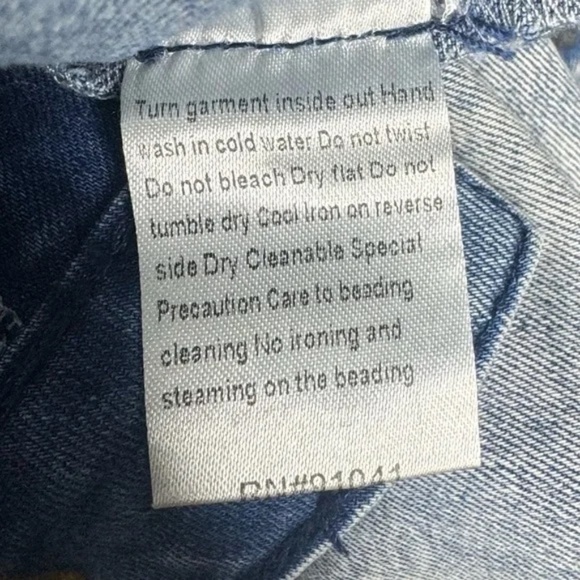 Turn garment inside out Hand
wash in cold water Do not twist
Do not bleach Dry flat Do not
tumble dry Cool Iron on reverse
side Dry Cleanable Special
Precaution Care to beading
cleaning No ironing and
steaming on the beading
RN#91041